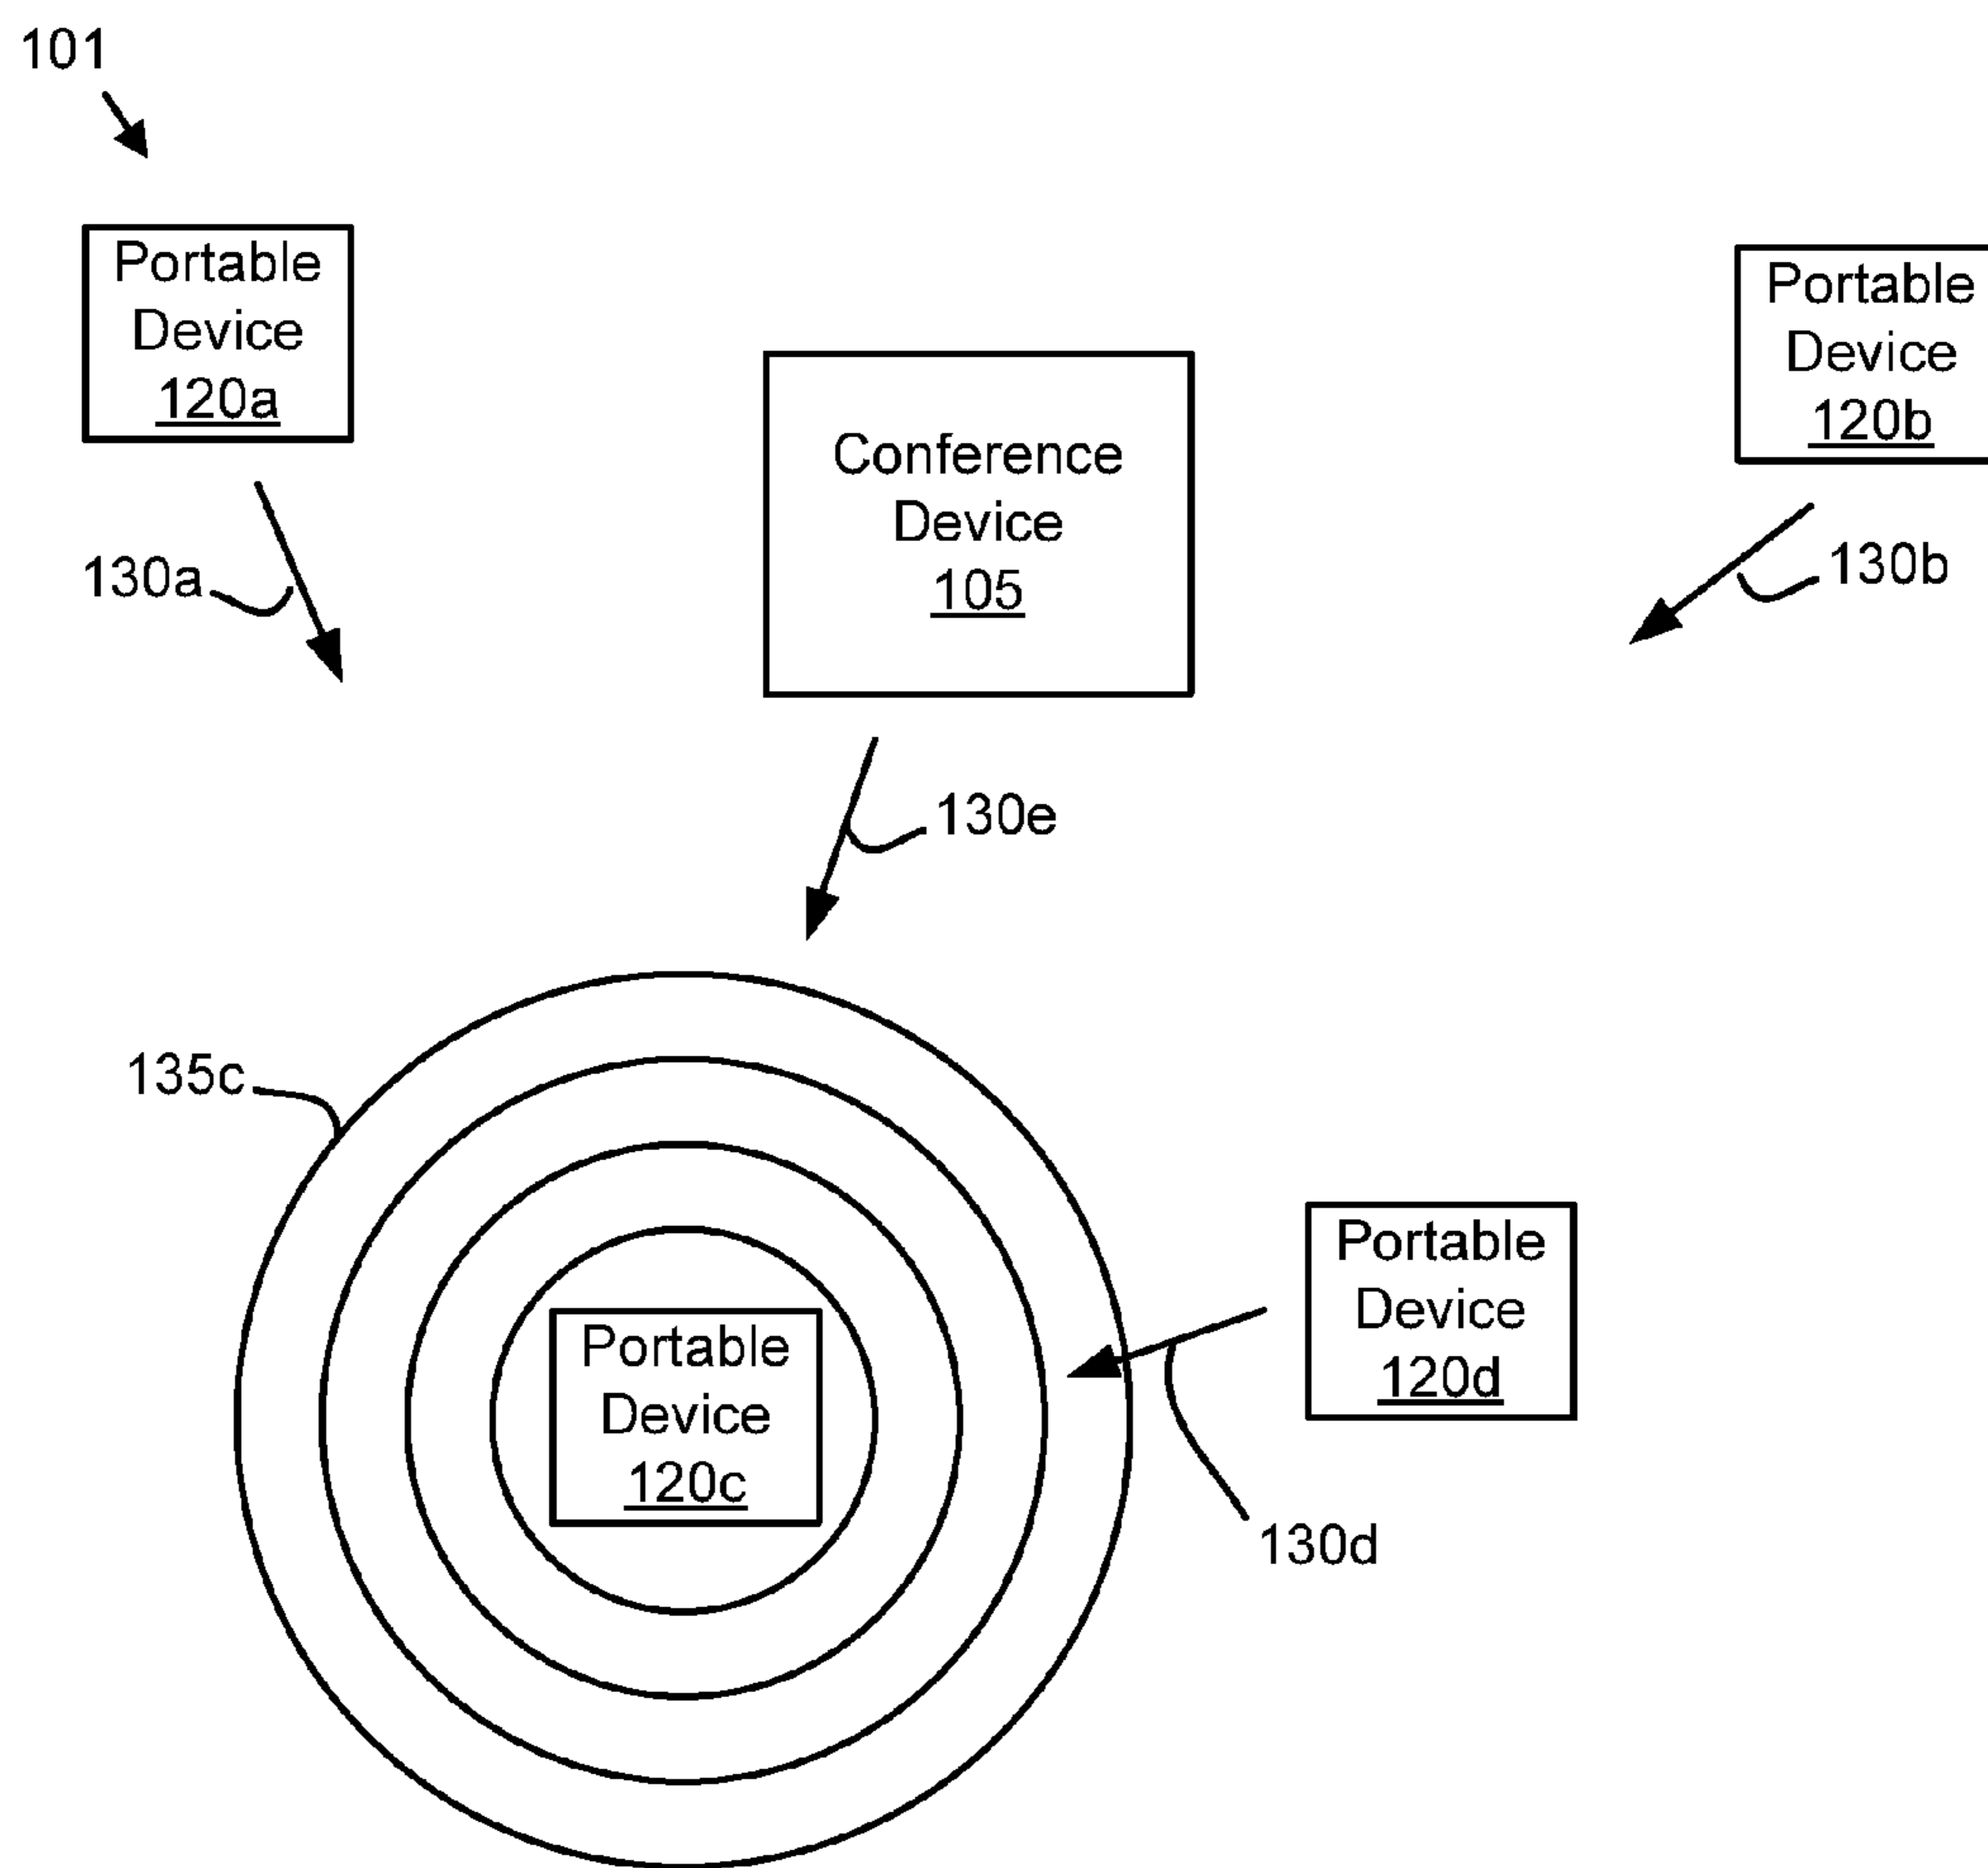 101
Portable
Device
120a
Portable
Device
120b
Conference
Device
105
130a
130b
130e
135c
Portable
Device
120d
Portable
Device
120c
130d